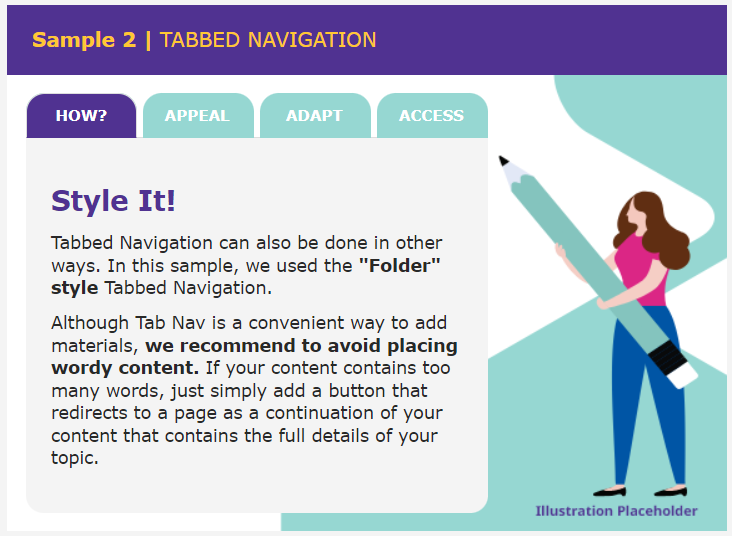 Sample 2 | TABBED NAVIGATION
HOW? APPEAL ADAPT ACCESS
Style It!
Tabbed Navigation can also be done in other
ways. In this sample, we used the "Folder"
style Tabbed Navigation.
Although Tab Nav is a convenient way to add
materials, we recommend to avoid placing
wordy content. If your content contains too
many words, just simply add a button that
redirects to a page as a continuation of your
content that contains the full details of your
topic.
Illustration Placeholder